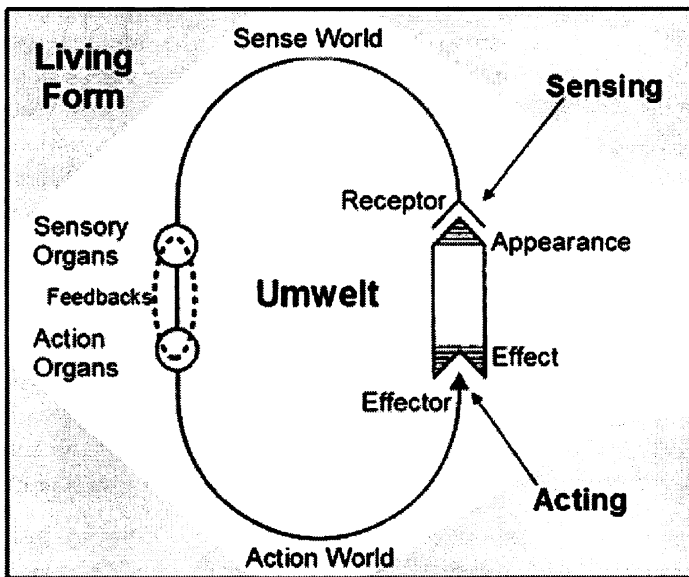 Living
Form
Sense World
Sensing
Receptor
Appearance
Sensory
Organs
Feedbacks
Umwelt
Action
Organs
Effect
Effector
Acting
Action World